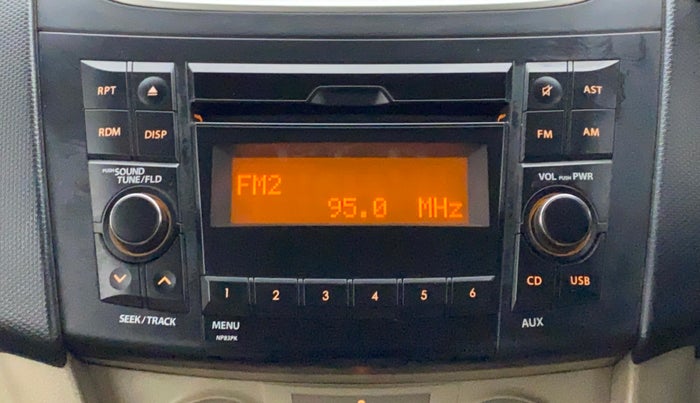 RPT
AST
RDM
DISP
FM
AM
PUSH SOUND
TUNE/FLD
VOL PUSH PWR
FM2
95.0 MHz
CD
USB
1
2
3
4
5
6
SEEK/TRACK
MENU
AUX
NP83PK